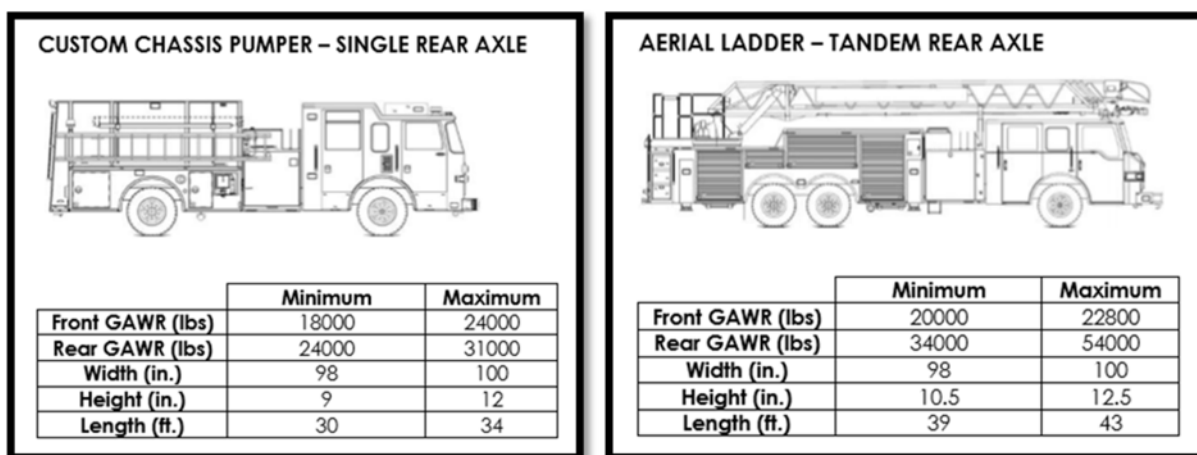 CUSTOM CHASSIS PUMPER – SINGLE REAR AXLE
Minimum Maximum
Front GAWR (lbs) 18000 24000
Rear GAWR (lbs) 24000 31000
Width (in.) 98 100
Height (in.) 9 12
Length (ft.) 30 34
AERIAL LADDER – TANDEM REAR AXLE
Minimum Maximum
Front GAWR (lbs) 20000 22800
Rear GAWR (lbs) 34000 54000
Width (in.) 98 100
Height (in.) 10.5 12.5
Length (ft.) 39 43